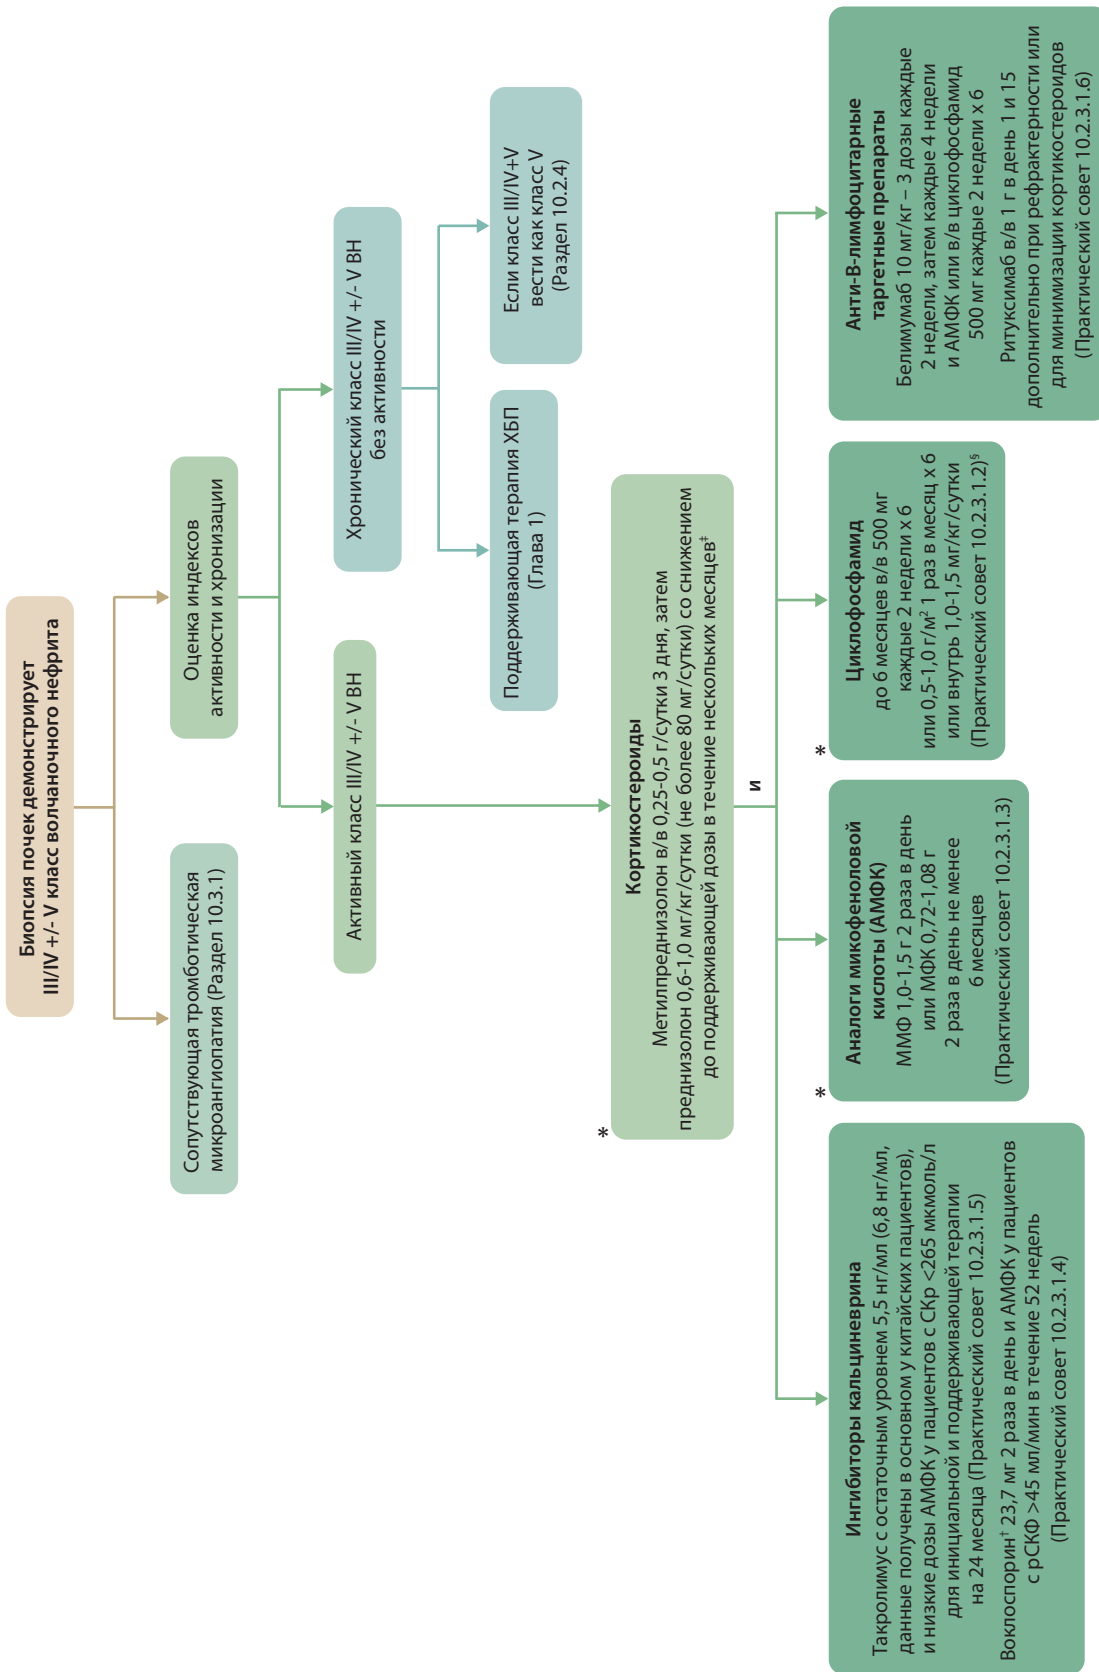 Биопсия почек демонстрирует
III/IV +/- V класс волчаночного нефрита
Сопутствующая тромботическая
микроангиопатия (Раздел 10.3.1)
Оценка индексов
активности и хронизации
Активный класс III/IV +/- V ВН
Хронический класс III/IV +/- V ВН
без активности
Поддерживающая терапия ХБП
(Глава 1)
Если класс III/IV+V
вести как класс V
(Раздел 10.2.4)
*
Кортикостероиды
Метилпреднизолон в/в 0,25-0,5 г/сутки 3 дня, затем
преднизолон 0,6-1,0 мг/кг/сутки (не более 80 мг/сутки) со снижением
до поддерживающей дозы в течение нескольких месяцев‡
и
Ингибиторы кальциневрина
Такролимус с остаточным уровнем 5,5 нг/мл (6,8 нг/мл,
данные получены в основном у китайских пациентов),
и низкие дозы АМФК у пациентов с СКр <265 мкмоль/л
для инициальной и поддерживающей терапии
на 24 месяца (Практический совет 10.2.3.1.5)
Воклоспорин† 23,7 мг 2 раза в день и АМФК у пациентов
с рСКФ >45 мл/мин в течение 52 недель
(Практический совет 10.2.3.1.4)
*
Аналоги микофеноловой
кислоты (АМФК)
ММФ 1,0-1,5 г 2 раза в день
или МФК 0,72-1,08 г
2 раза в день не менее
6 месяцев
(Практический совет 10.2.3.1.3)
*
Циклофосфамид
до 6 месяцев в/в 500 мг
каждые 2 недели x 6
или 0,5-1,0 г/м² 1 раз в месяц x 6
или внутрь 1,0-1,5 мг/кг/сутки
(Практический совет 10.2.3.1.2)§
Анти-В-лимфоцитарные
таргетные препараты
Белимумаб 10 мг/кг – 3 дозы каждые
2 недели, затем каждые 4 недели
и АМФК или в/в циклофосфамид
500 мг каждые 2 недели x 6
Ритуксимаб в/в 1 г в день 1 и 15
дополнительно при рефрактерности или
для минимизации кортикостероидов
(Практический совет 10.2.3.1.6)